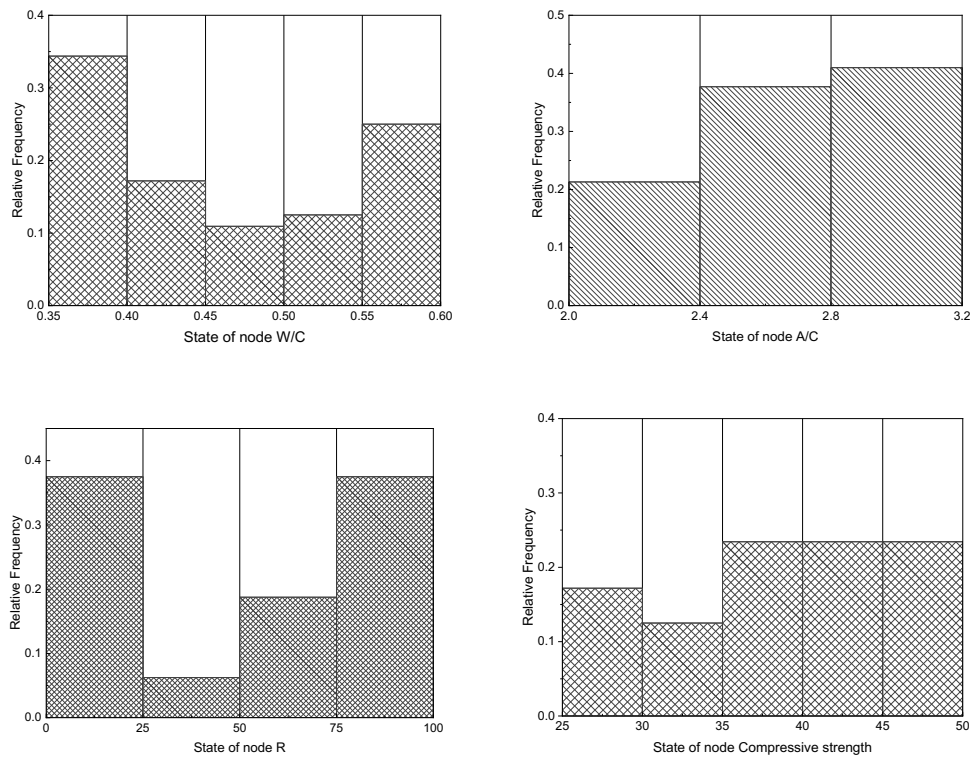 0.4
0.3
0.2
0.1
0.0
Relative Frequency
0.35 0.40 0.45 0.50 0.55 0.60
State of node W/C
0.5
0.4
0.3
0.2
0.1
0.0
Relative Frequency
2.0 2.4 2.8 3.2
State of node A/C
0.4
0.3
0.2
0.1
0.0
Relative Frequency
0 25 50 75 100
State of node R
0.4
0.3
0.2
0.1
0.0
Relative Frequency
25 30 35 40 45 50
State of node Compressive strength